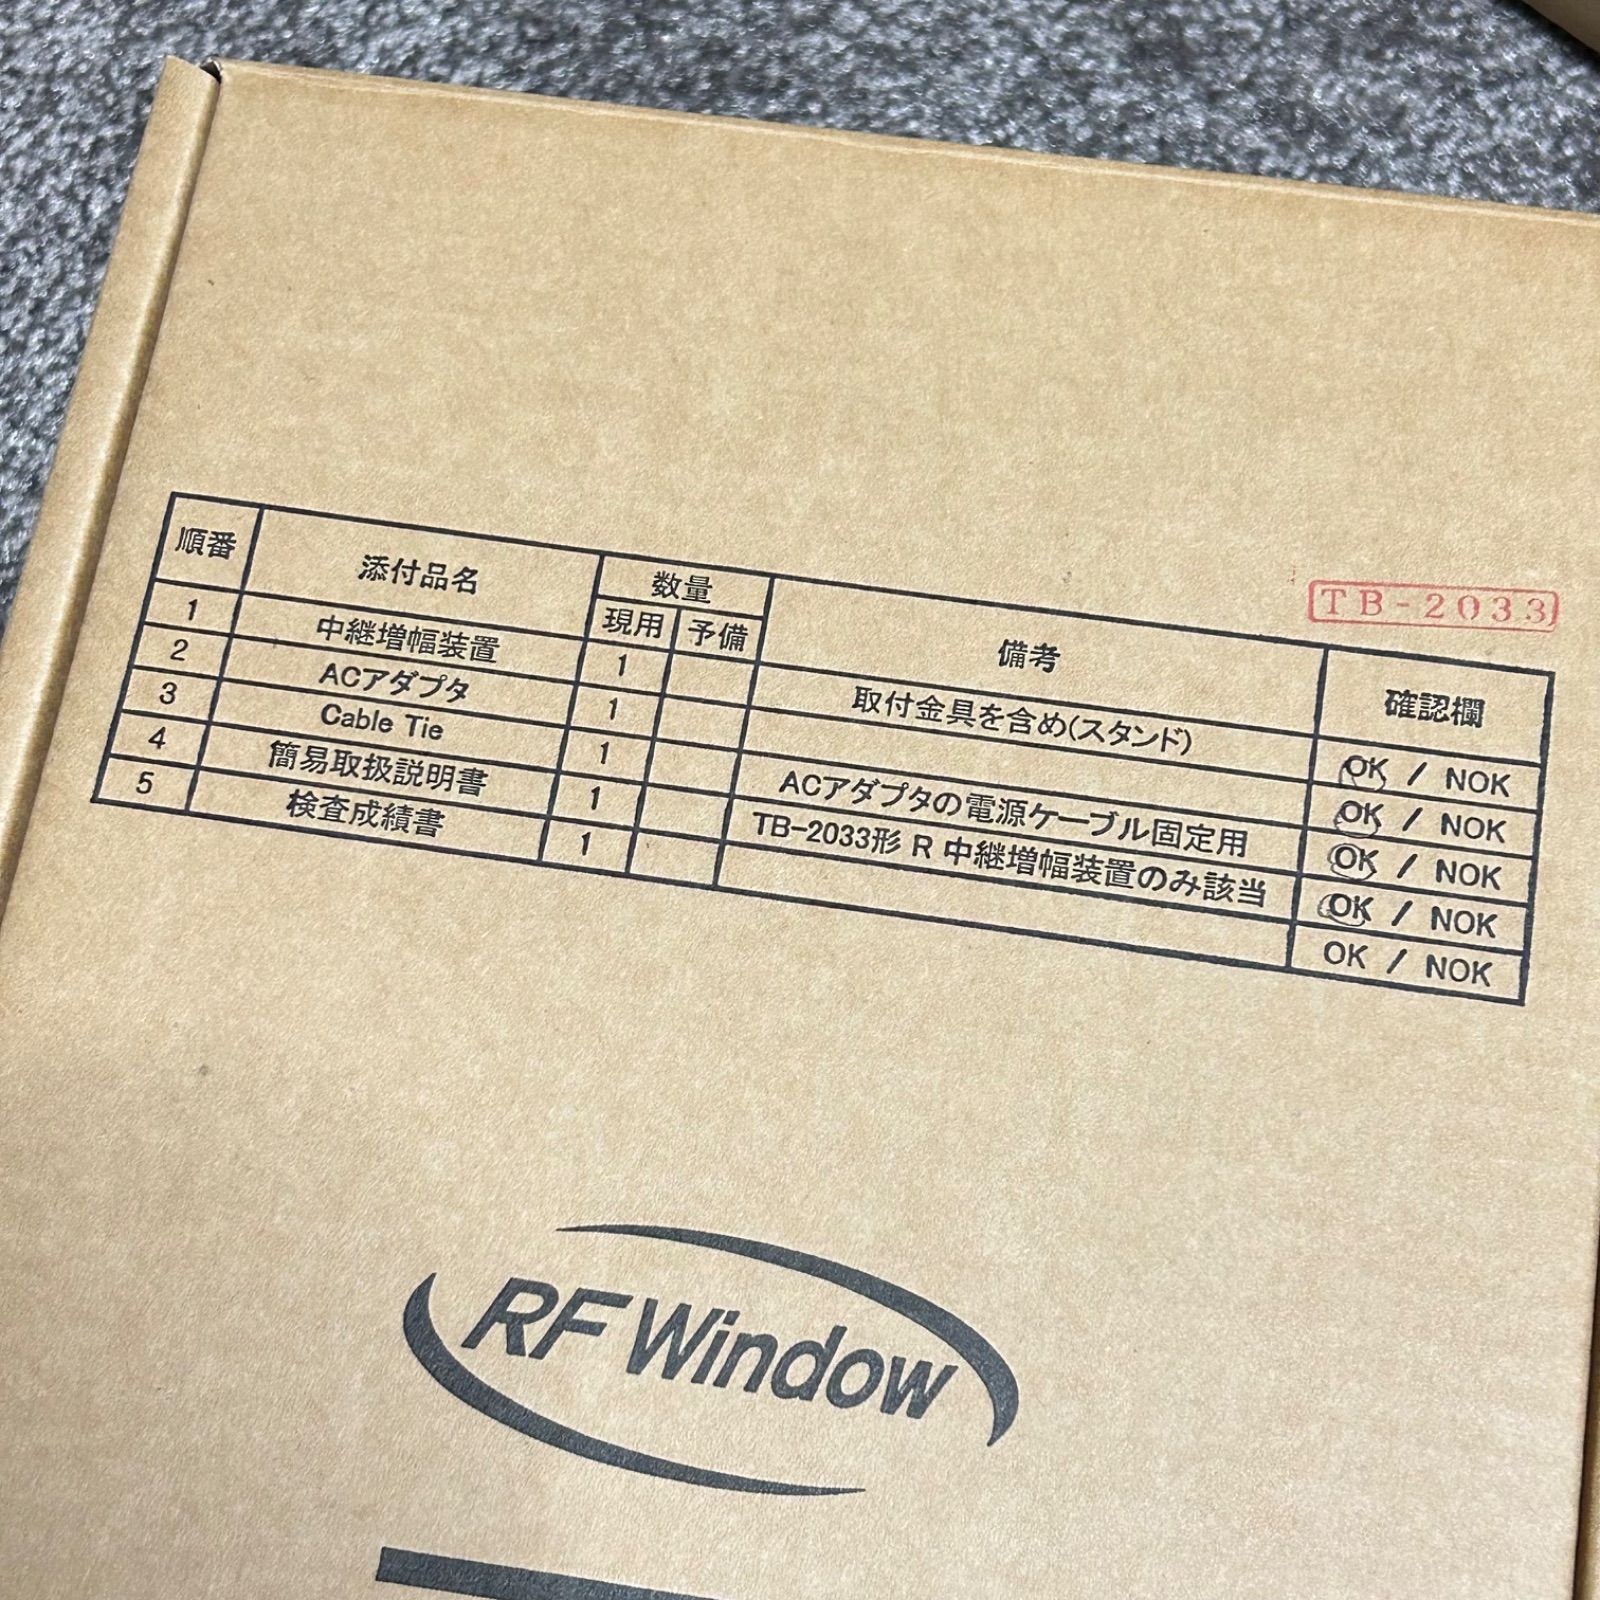 TB-2033
順番 添付品名 数量 備考 確認欄
現用 予備
1 中継増幅装置 1 取付金具を含め(スタンド) OK / NOK
2 ACアダプタ 1 OK / NOK
3 Cable Tie 1 ACアダプタの電源ケーブル固定用 OK / NOK
4 簡易取扱説明書 1 TB-2033形 R 中継増幅装置のみ該当 OK / NOK
5 検査成績書 1 OK / NOK
RF Window